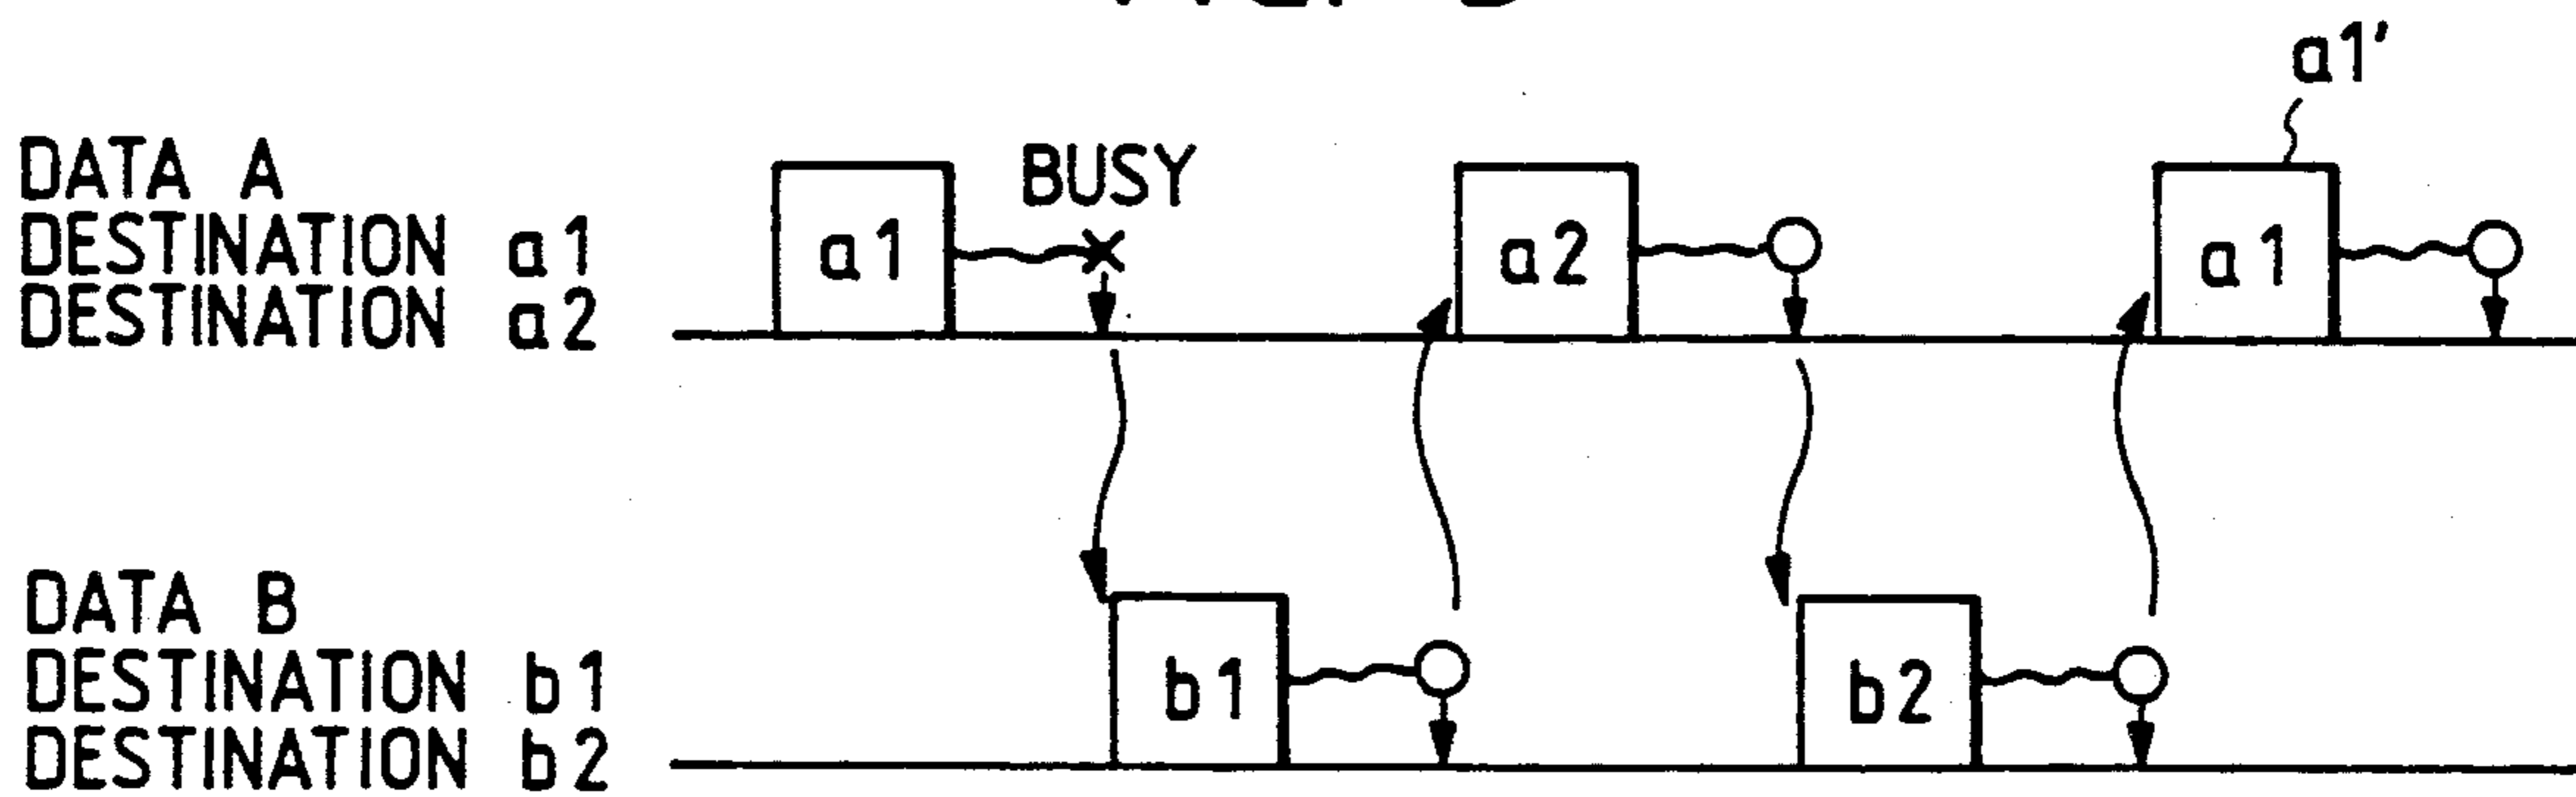 a1'
DATA A
DESTINATION a1
DESTINATION a2
a1
BUSY
a2
a1
DATA B
DESTINATION b1
DESTINATION b2
b1
b2